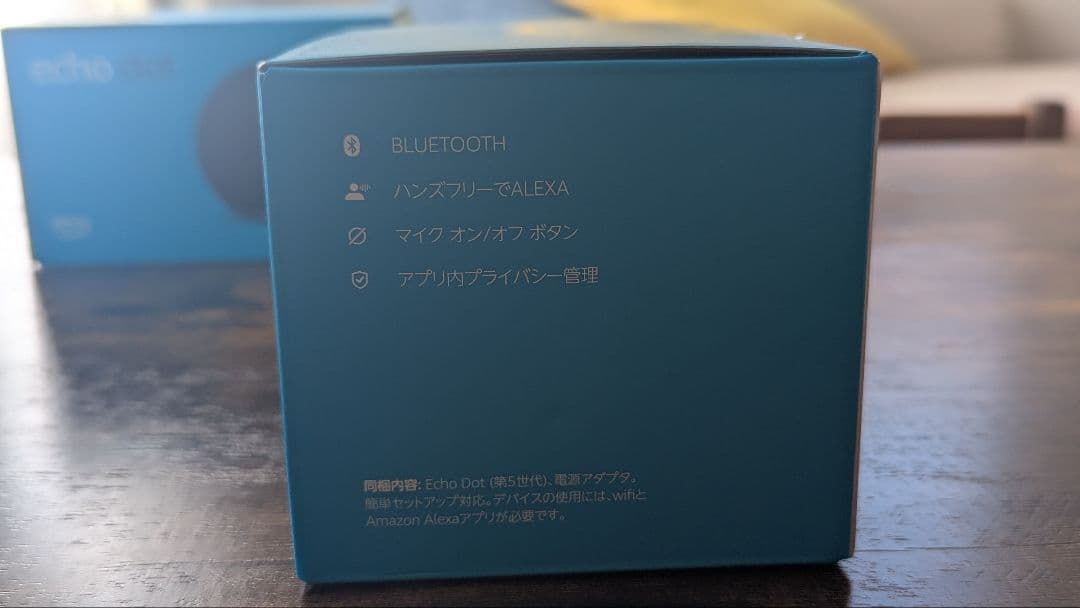 echo dot
BLUETOOTH
ハンズフリーでALEXA
マイク オン/オフ ボタン
アプリ内プライバシー管理
同梱内容: Echo Dot (第5世代)、電源アダプタ。
簡単セットアップ対応。デバイスの使用には、wifiと
Amazon Alexaアプリが必要です。